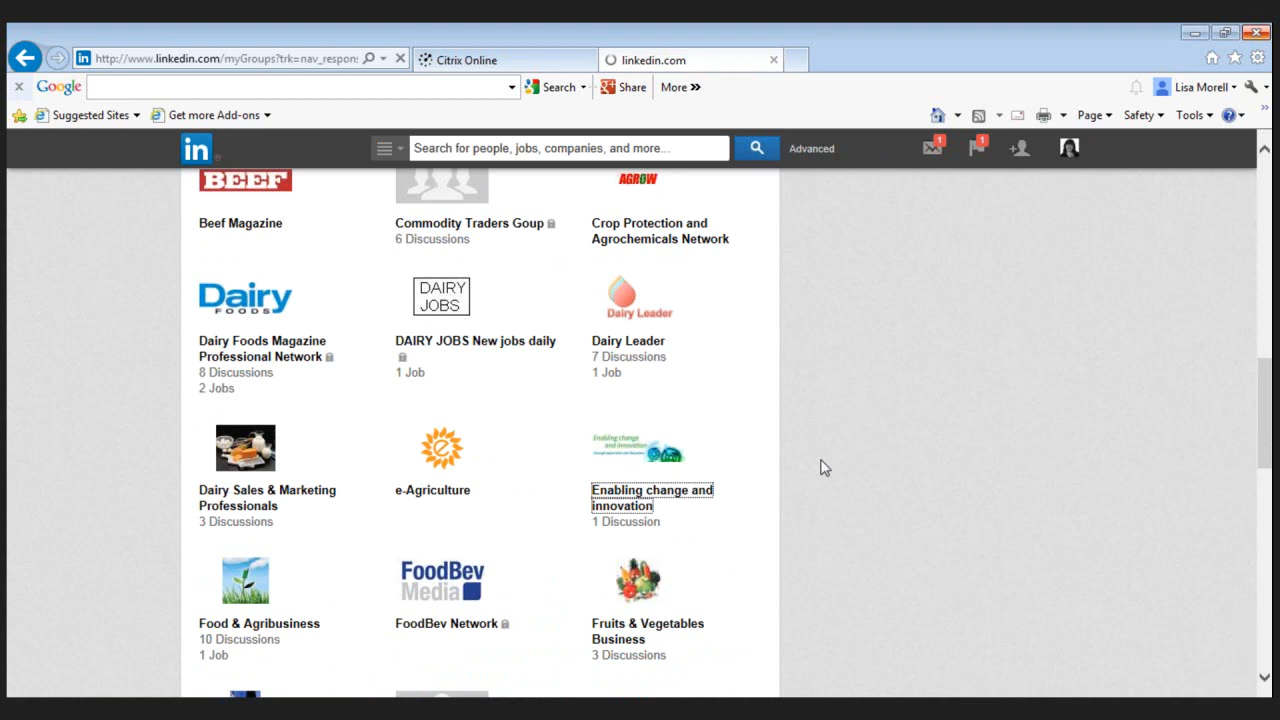 http://www.linkedin.com/myGroups?trk=nav_respon:
Citrix Online
linkedin.com
Google
Search
Share
More »
Lisa Morell
Suggested Sites
Get more Add-ons
Page
Safety
Tools
in
Search for people, jobs, companies, and more...
Advanced
1
1
BEEF
AGROW
Beef Magazine
Commodity Traders Goup
6 Discussions
Crop Protection and
Agrochemicals Network
Dairy
FOODS
DAIRY
JOBS
Dairy Leader
Dairy Foods Magazine
Professional Network
8 Discussions
2 Jobs
DAIRY JOBS New jobs daily
1 Job
Dairy Leader
7 Discussions
1 Job
Enabling change
and innovation
Dairy Sales & Marketing
Professionals
3 Discussions
e-Agriculture
Enabling change and
innovation
1 Discussion
FoodBev
Media
Food & Agribusiness
10 Discussions
1 Job
FoodBev Network
Fruits & Vegetables
Business
3 Discussions